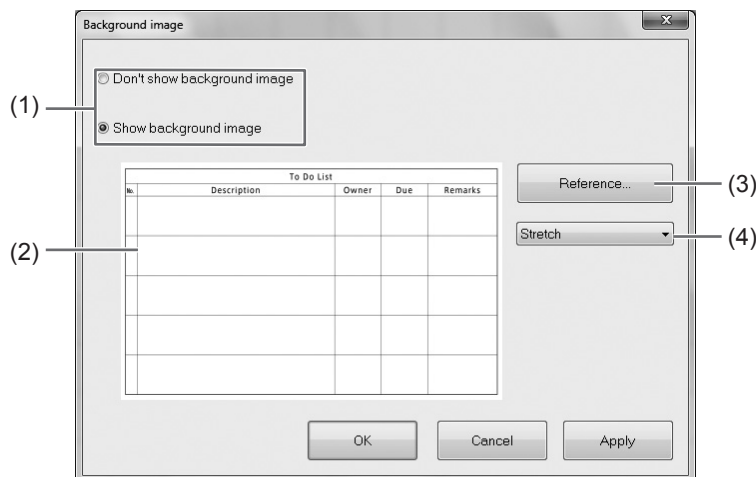 Background image
Don't show background image
(1)
Show background image
To Do List
No. Description Owner Due Remarks
Reference... (3)
Stretch (4)
(2)
OK Cancel Apply